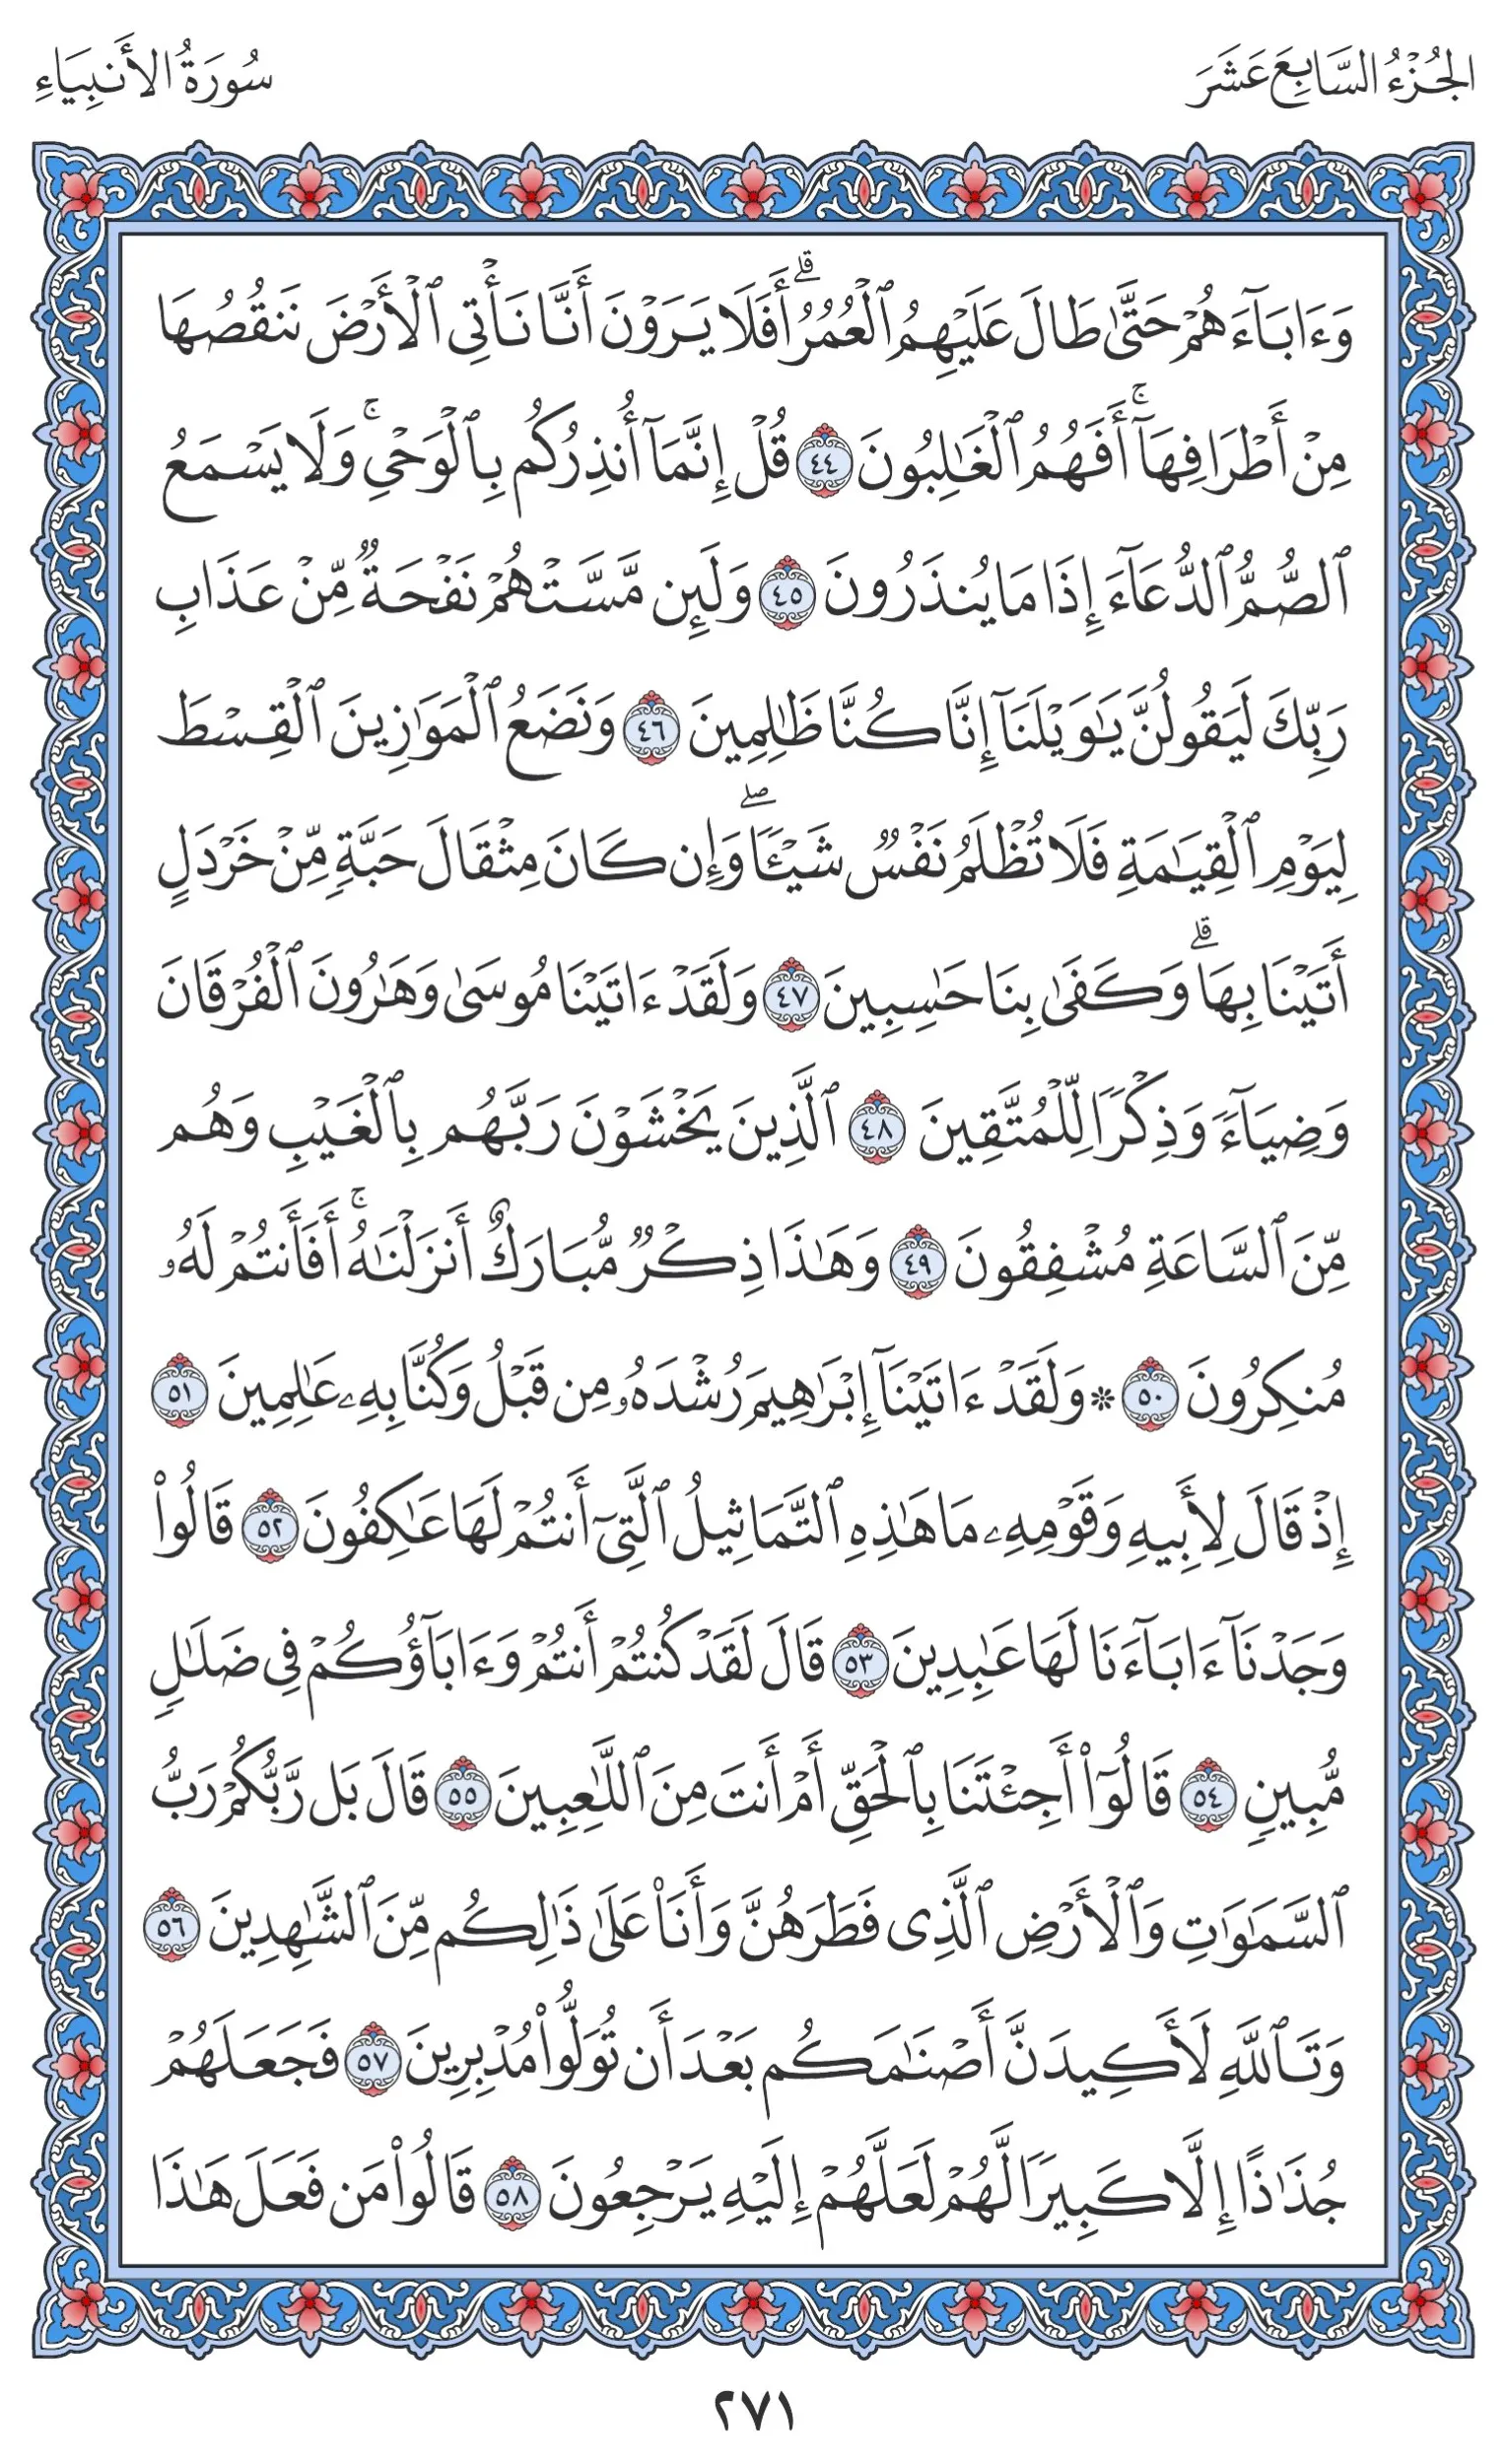 الجُزْءُ السَّابِعَ عَشَرَ
سُورَةُ الأَنبِيَاءِ
وَءَابَآءَهُمْ حَتَّىٰ طَالَ عَلَيْهِمُ ٱلْعُمُرُ ۗ أَفَلَا يَرَوْنَ أَنَّا نَأْتِى ٱلْأَرْضَ نَنقُصُهَا
مِنْ أَطْرَافِهَآ ۚ أَفَهُمُ ٱلْغَـٰلِبُونَ ٤٤ قُلْ إِنَّمَآ أُنذِرُكُم بِٱلْوَحْىِ ۚ وَلَا يَسْمَعُ
ٱلصُّمُّ ٱلدُّعَآءَ إِذَا مَا يُنذَرُونَ ٤٥ وَلَئِن مَّسَّتْهُمْ نَفْحَةٌ مِّنْ عَذَابِ
رَبِّكَ لَيَقُولُنَّ يَـٰوَيْلَنَآ إِنَّا كُنَّا ظَـٰلِمِينَ ٤٦ وَنَضَعُ ٱلْمَوَٰزِينَ ٱلْقِسْطَ
لِيَوْمِ ٱلْقِيَـٰمَةِ فَلَا تُظْلَمُ نَفْسٌ شَيْـًٔا ۖ وَإِن كَانَ مِثْقَالَ حَبَّةٍ مِّنْ خَرْدَلٍ
أَتَيْنَا بِهَا ۗ وَكَفَىٰ بِنَا حَـٰسِبِينَ ٤٧ وَلَقَدْ ءَاتَيْنَا مُوسَىٰ وَهَـٰرُونَ ٱلْفُرْقَانَ
وَضِيَآءً وَذِكْرًا لِّلْمُتَّقِينَ ٤٨ ٱلَّذِينَ يَخْشَوْنَ رَبَّهُم بِٱلْغَيْبِ وَهُم
مِّنَ ٱلسَّاعَةِ مُشْفِقُونَ ٤٩ وَهَـٰذَا ذِكْرٌ مُّبَارَكٌ أَنزَلْنَـٰهُ ۚ أَفَأَنتُمْ لَهُۥ
مُنكِرُونَ ٥٠ ۞ وَلَقَدْ ءَاتَيْنَآ إِبْرَٰهِيمَ رُشْدَهُۥ مِن قَبْلُ وَكُنَّا بِهِۦ عَـٰلِمِينَ ٥١
إِذْ قَالَ لِأَبِيهِ وَقَوْمِهِۦ مَا هَـٰذِهِ ٱلتَّمَاثِيلُ ٱلَّتِىٓ أَنتُمْ لَهَا عَـٰكِفُونَ ٥٢ قَالُوا۟
وَجَدْنَآ ءَابَآءَنَا لَهَا عَـٰبِدِينَ ٥٣ قَالَ لَقَدْ كُنتُمْ أَنتُمْ وَءَابَآؤُكُمْ فِى ضَلَـٰلٍ
مُّبِينٍ ٥٤ قَالُوٓا۟ أَجِئْتَنَا بِٱلْحَقِّ أَمْ أَنتَ مِنَ ٱللَّـٰعِبِينَ ٥٥ قَالَ بَل رَّبُّكُمْ رَبُّ
ٱلسَّمَـٰوَٰتِ وَٱلْأَرْضِ ٱلَّذِى فَطَرَهُنَّ وَأَنَا۠ عَلَىٰ ذَٰلِكُم مِّنَ ٱلشَّـٰهِدِينَ ٥٦
وَتَٱللَّهِ لَأَكِيدَنَّ أَصْنَـٰمَكُم بَعْدَ أَن تُوَلُّوا۟ مُدْبِرِينَ ٥٧ فَجَعَلَهُمْ
جُذَٰذًا إِلَّا كَبِيرًا لَّهُمْ لَعَلَّهُمْ إِلَيْهِ يَرْجِعُونَ ٥٨ قَالُوا۟ مَن فَعَلَ هَـٰذَا
٢٧١